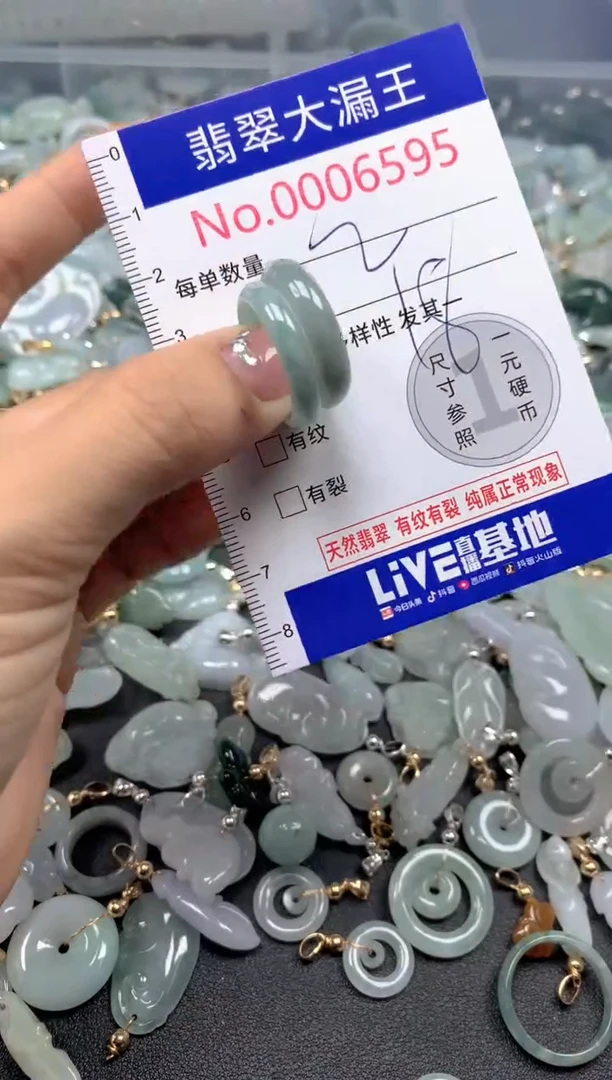 翡翠大漏王
No.0006595
每单数量 2
多样性 发其一
18
一元硬币
尺寸参照
1
有纹
有裂
天然翡翠 有纹有裂 纯属正常现象
LIVE直播基地
今日头条 抖音 西瓜视频 抖音火山版
0
1
2
3
6
7
8